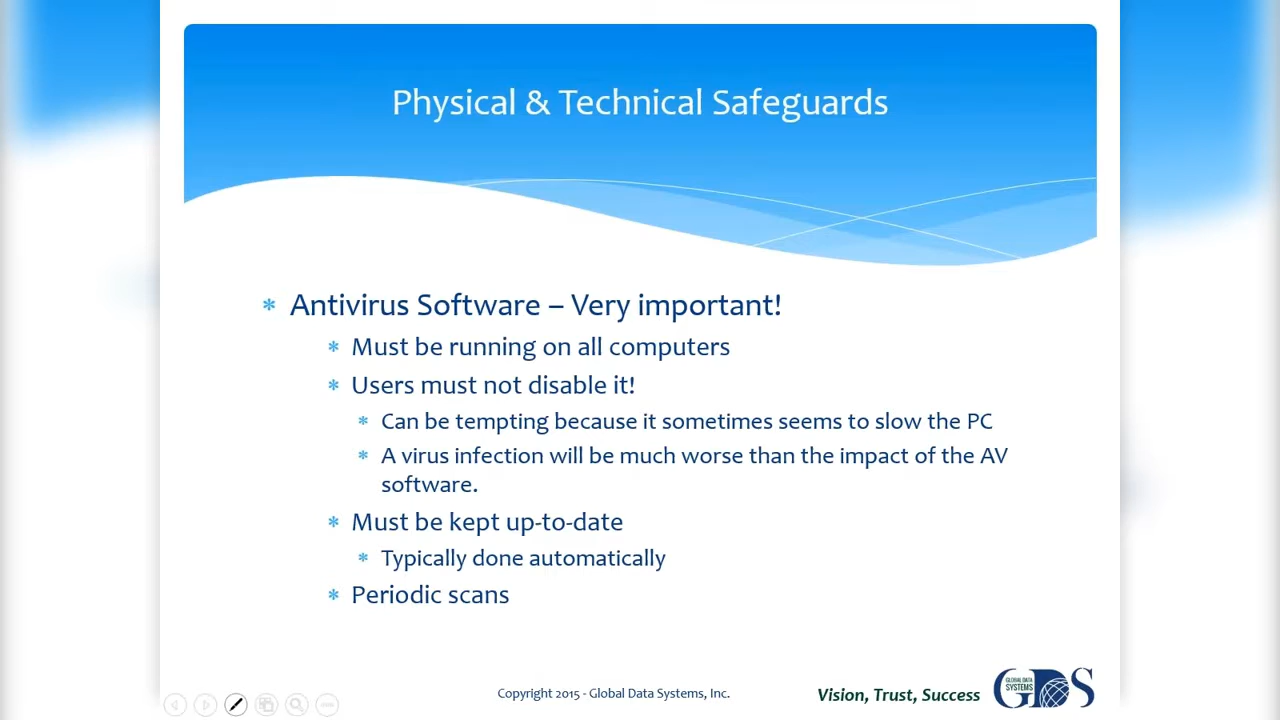 Physical & Technical Safeguards
* Antivirus Software – Very important!
* Must be running on all computers
* Users must not disable it!
* Can be tempting because it sometimes seems to slow the PC
* A virus infection will be much worse than the impact of the AV
software.
* Must be kept up-to-date
* Typically done automatically
* Periodic scans
Copyright 2015 - Global Data Systems, Inc.
Vision, Trust, Success
GDS
GLOBAL DATA
SYSTEMS